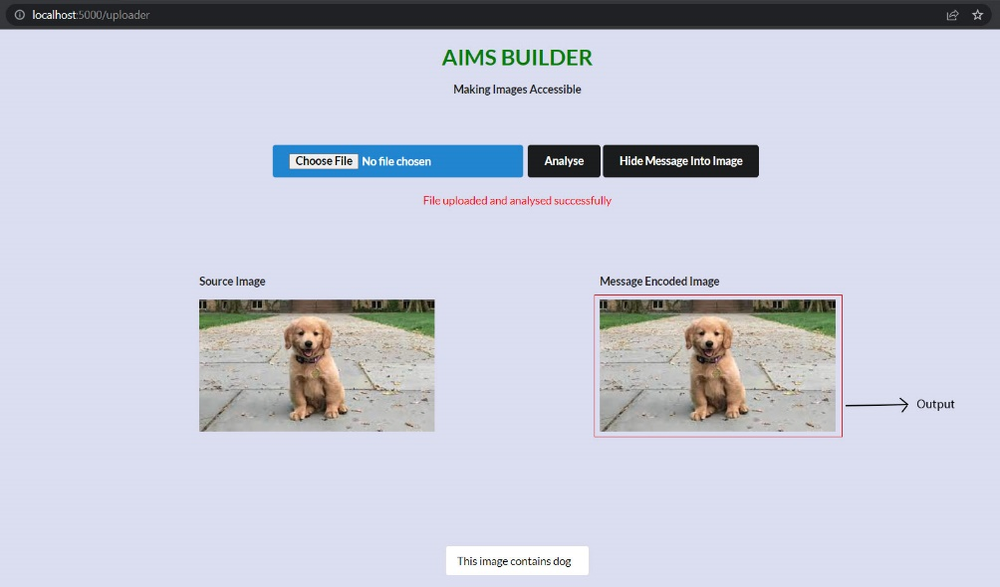 localhost:5000/uploader
AIMS BUILDER
Making Images Accessible
Choose File No file chosen Analyse Hide Message Into Image
File uploaded and analysed successfully
Source Image Message Encoded Image
Output
This image contains dog